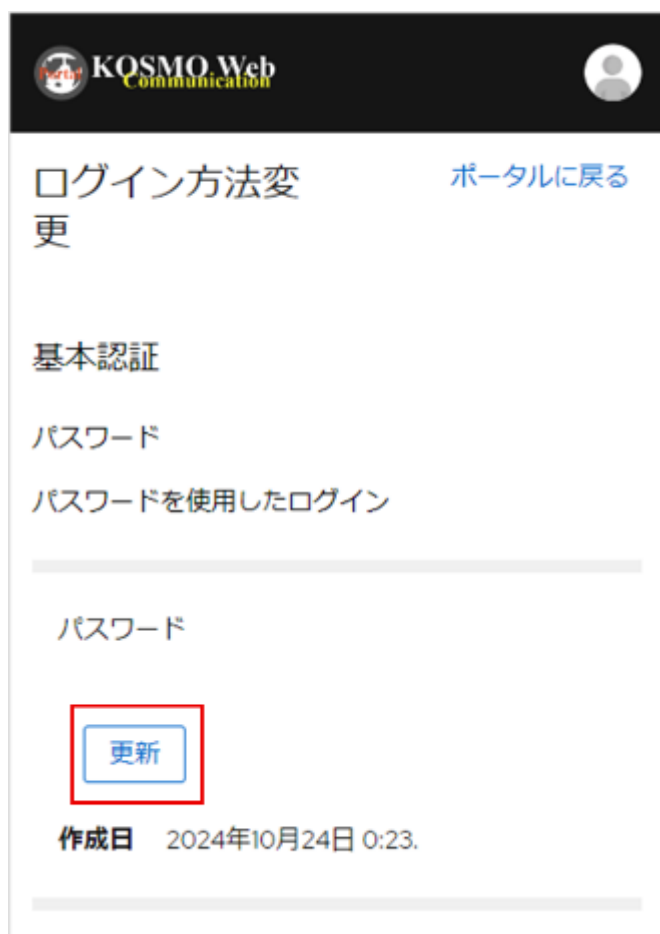 Portal
KOSMO Web
Communication
ログイン方法変
更
ポータルに戻る
基本認証
パスワード
パスワードを使用したログイン
パスワード
更新
作成日 2024年10月24日 0:23.